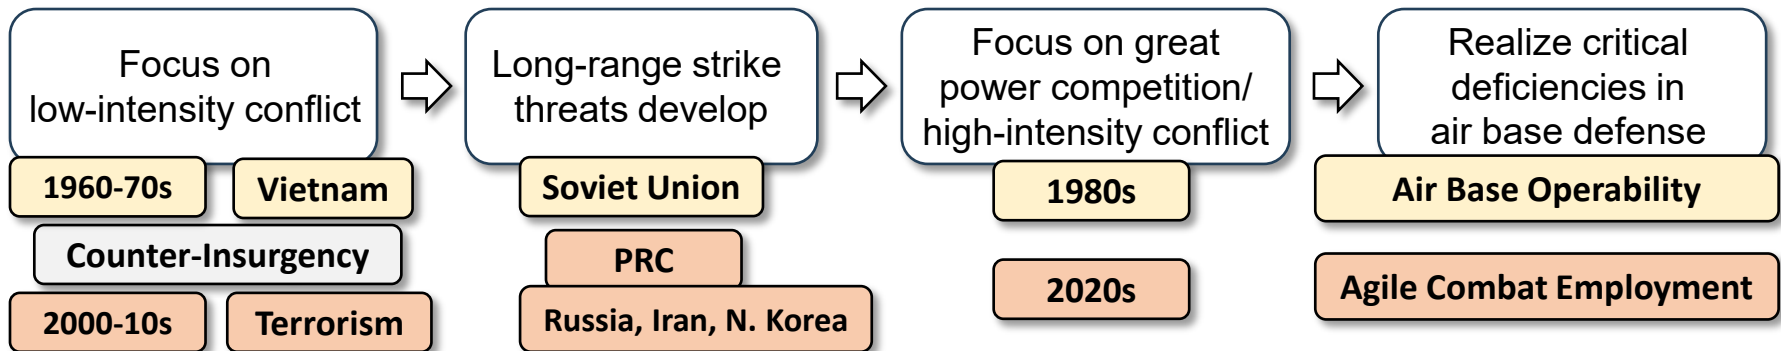 Focus on
low-intensity conflict
Long-range strike
threats develop
Focus on great
power competition/
high-intensity conflict
Realize critical
deficiencies in
air base defense
1960-70s
Vietnam
Soviet Union
1980s
Air Base Operability
Counter-Insurgency
PRC
2000-10s
Terrorism
Russia, Iran, N. Korea
2020s
Agile Combat Employment